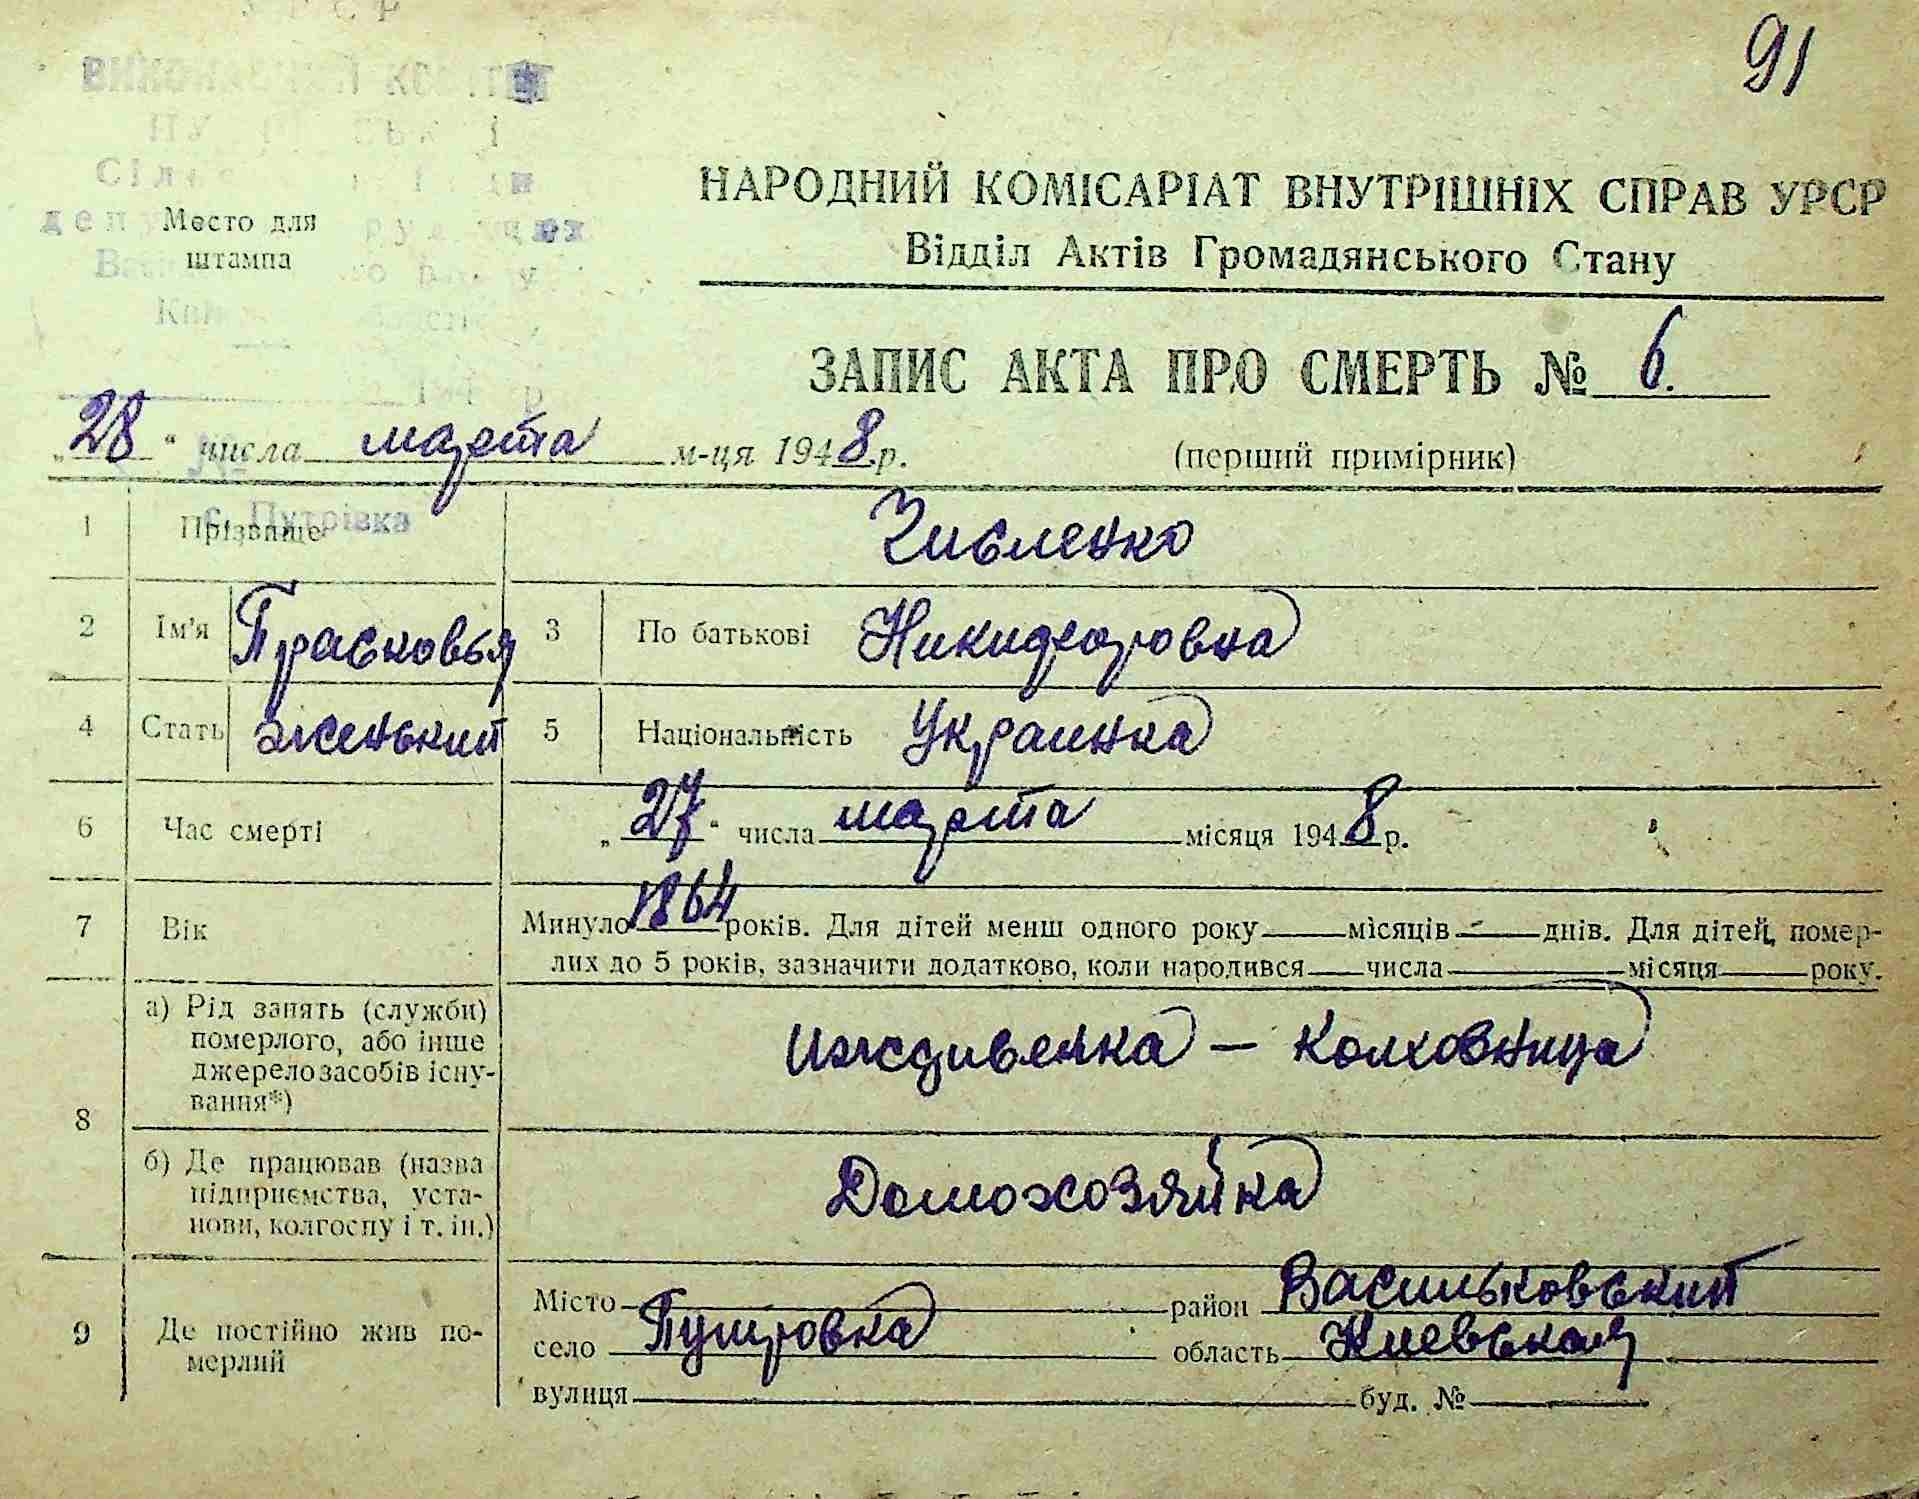 91
НАРОДНИЙ КОМІСАРІАТ ВНУТРІШНІХ СПРАВ УРСР
Відділ Актів Громадянського Стану
Место для
штампа
ЗАПИС АКТА ПРО СМЕРТЬ № 6.
„28“ числа марта м-ця 1948 р.
(перший примірник)
с. Путрівка
1 Прізвище Численко
2 Ім'я Прасковья 3 По батькові Никифоровна
4 Стать женский 5 Національність Украинка
6 Час смерті „27“ числа марта місяця 1948 р.
7 Вік Минуло 1864 років. Для дітей менш одного року — місяців — днів. Для дітей, помер-
лих до 5 років, зазначити додатково, коли народився — числа — місяця — року.
8 а) Рід занять (служби)
померлого, або інше
джерело засобів існу-
вання*)
иждивенка — колховница
б) Де працював (назва
підприємства, уста-
нови, колгоспу і т. ін.)
Домохозяйка
9 Де постійно жив по-
мерлий
Місто район Васильковский
село Путровка область Киевская
вулиця буд. №